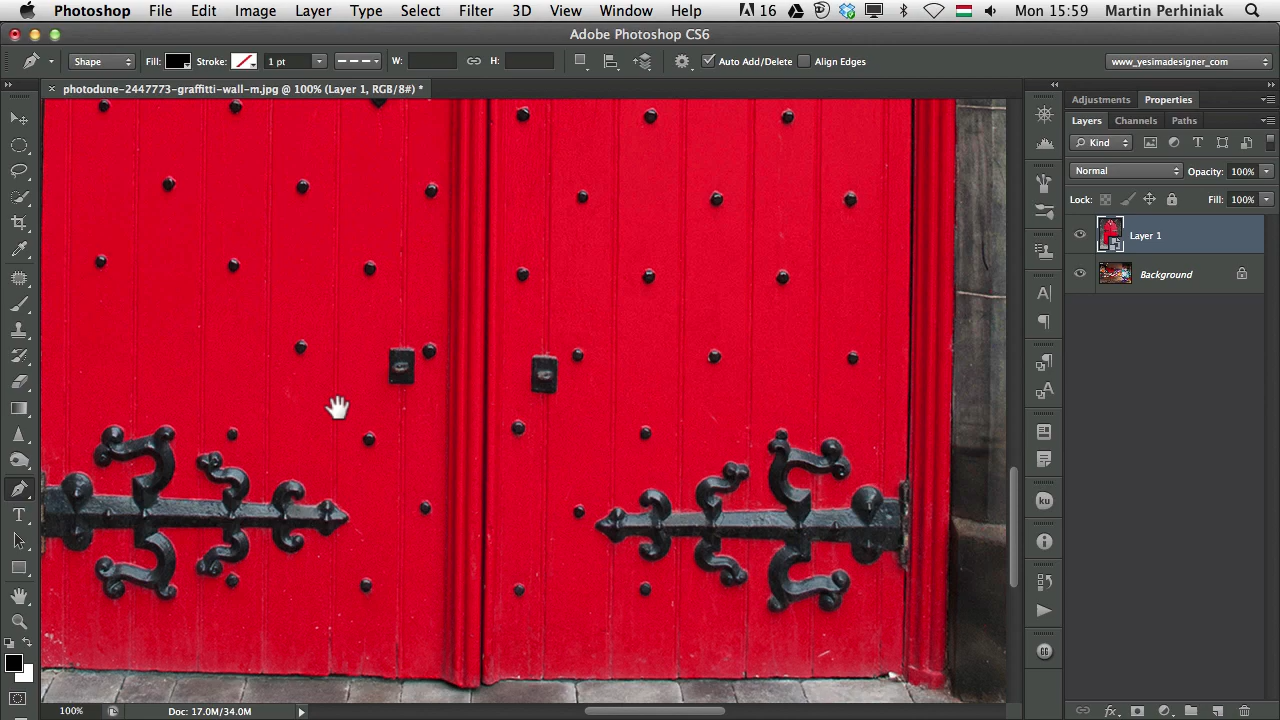 Photoshop File Edit Image Layer Type Select Filter 3D View Window Help 16 Mon 15:59 Martin Perhiniak
Adobe Photoshop CS6
Shape Fill: Stroke: 1 pt W: H: Auto Add/Delete Align Edges www_yesimadesigner_com
photodune-2447773-graffitti-wall-m.jpg @ 100% (Layer 1, RGB/8#) *
Adjustments Properties
Layers Channels Paths
Kind
Normal Opacity: 100%
Lock: Fill: 100%
Layer 1
Background
100% Doc: 17.0M/34.0M